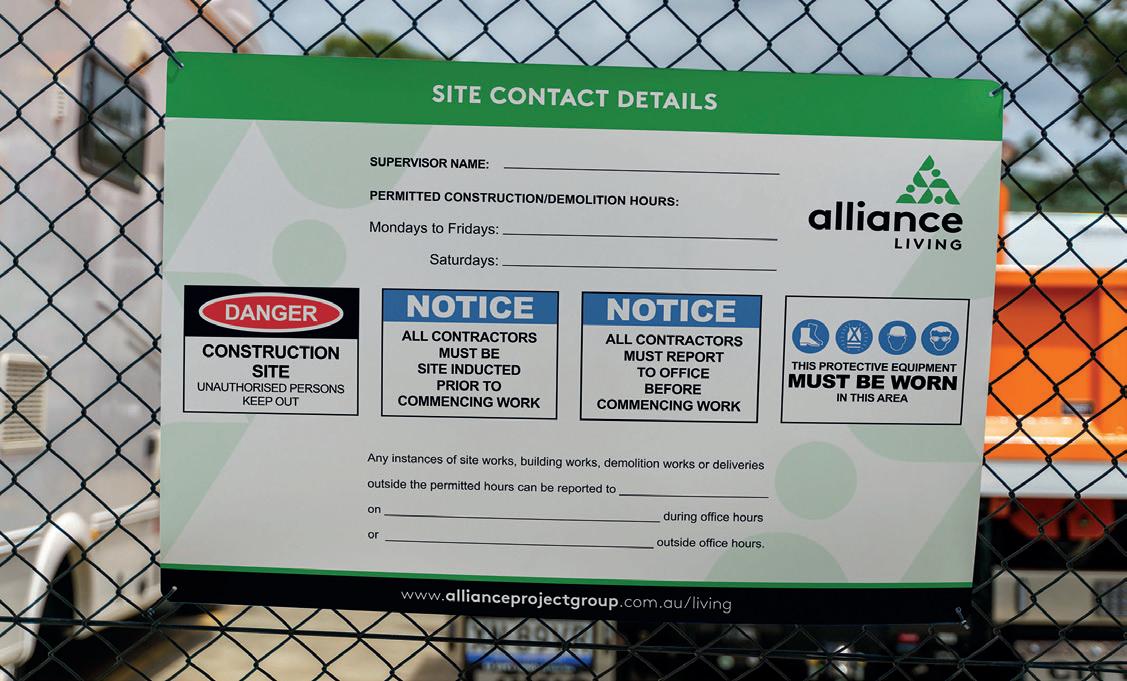 SITE CONTACT DETAILS
SUPERVISOR NAME:
PERMITTED CONSTRUCTION/DEMOLITION HOURS:
Mondays to Fridays:
Saturdays:
alliance
LIVING
DANGER
CONSTRUCTION
SITE
UNAUTHORISED PERSONS
KEEP OUT
NOTICE
ALL CONTRACTORS
MUST BE
SITE INDUCTED
PRIOR TO
COMMENCING WORK
NOTICE
ALL CONTRACTORS
MUST REPORT
TO OFFICE
BEFORE
COMMENCING WORK
THIS PROTECTIVE EQUIPMENT
MUST BE WORN
IN THIS AREA
Any instances of site works, building works, demolition works or deliveries
outside the permitted hours can be reported to
on during office hours
or outside office hours.
www.allianceprojectgroup.com.au/living